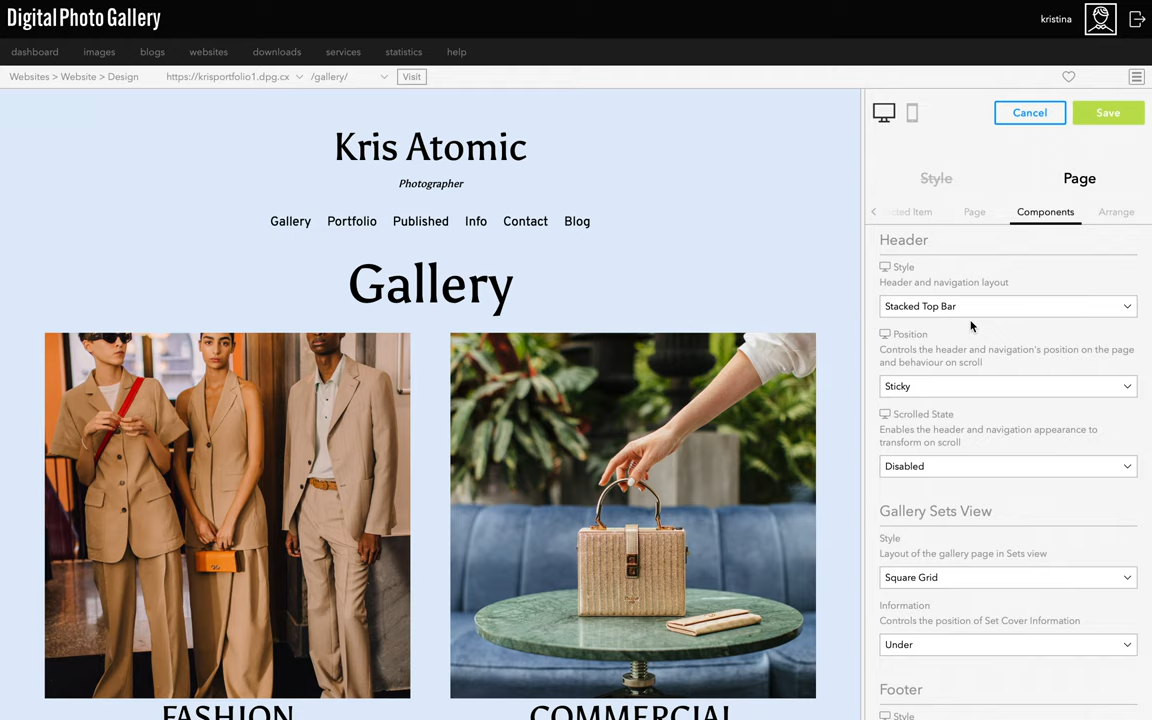 Digital Photo Gallery
kristina
dashboard images blogs websites downloads services statistics help
Websites > Website > Design https://krisportfolio1.dpg.cx /gallery/ Visit
Cancel Save
Kris Atomic
Photographer
Gallery Portfolio Published Info Contact Blog
Gallery
FASHION COMMERCIAL
Style Page
cted Item Page Components Arrange
Header
Style
Header and navigation layout
Stacked Top Bar
Position
Controls the header and navigation's position on the page
and behaviour on scroll
Sticky
Scrolled State
Enables the header and navigation appearance to
transform on scroll
Disabled
Gallery Sets View
Style
Layout of the gallery page in Sets view
Square Grid
Information
Controls the position of Set Cover Information
Under
Footer
Style